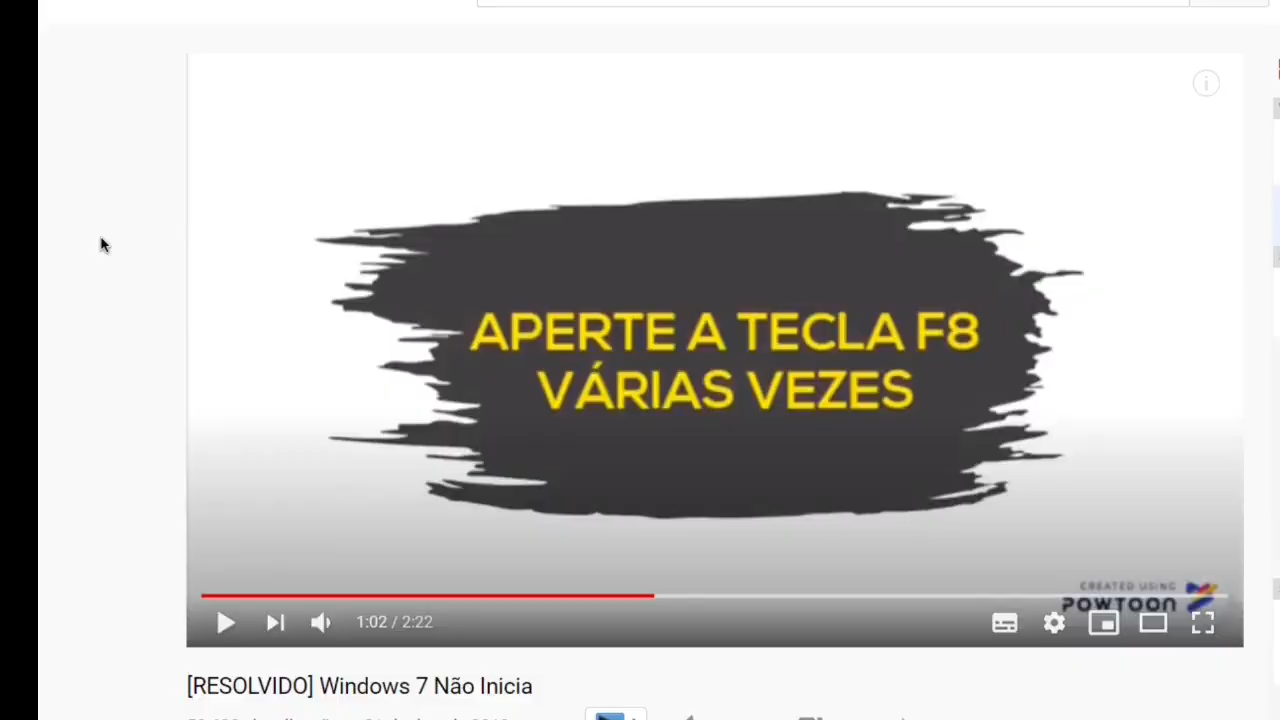 APERTE A TECLA F8
VÁRIAS VEZES
CREATED USING
POWTOON
1:02 / 2:22
[RESOLVIDO] Windows 7 Não Inicia